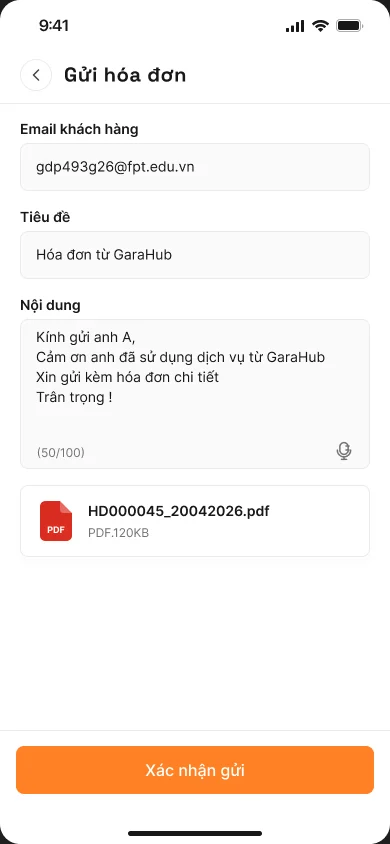 9:41
Gửi hóa đơn
Email khách hàng
gdp493g26@fpt.edu.vn
Tiêu đề
Hóa đơn từ GaraHub
Nội dung
Kính gửi anh A,
Cảm ơn anh đã sử dụng dịch vụ từ GaraHub
Xin gửi kèm hóa đơn chi tiết
Trân trọng !
(50/100)
PDF
HD000045_20042026.pdf
PDF.120KB
Xác nhận gửi